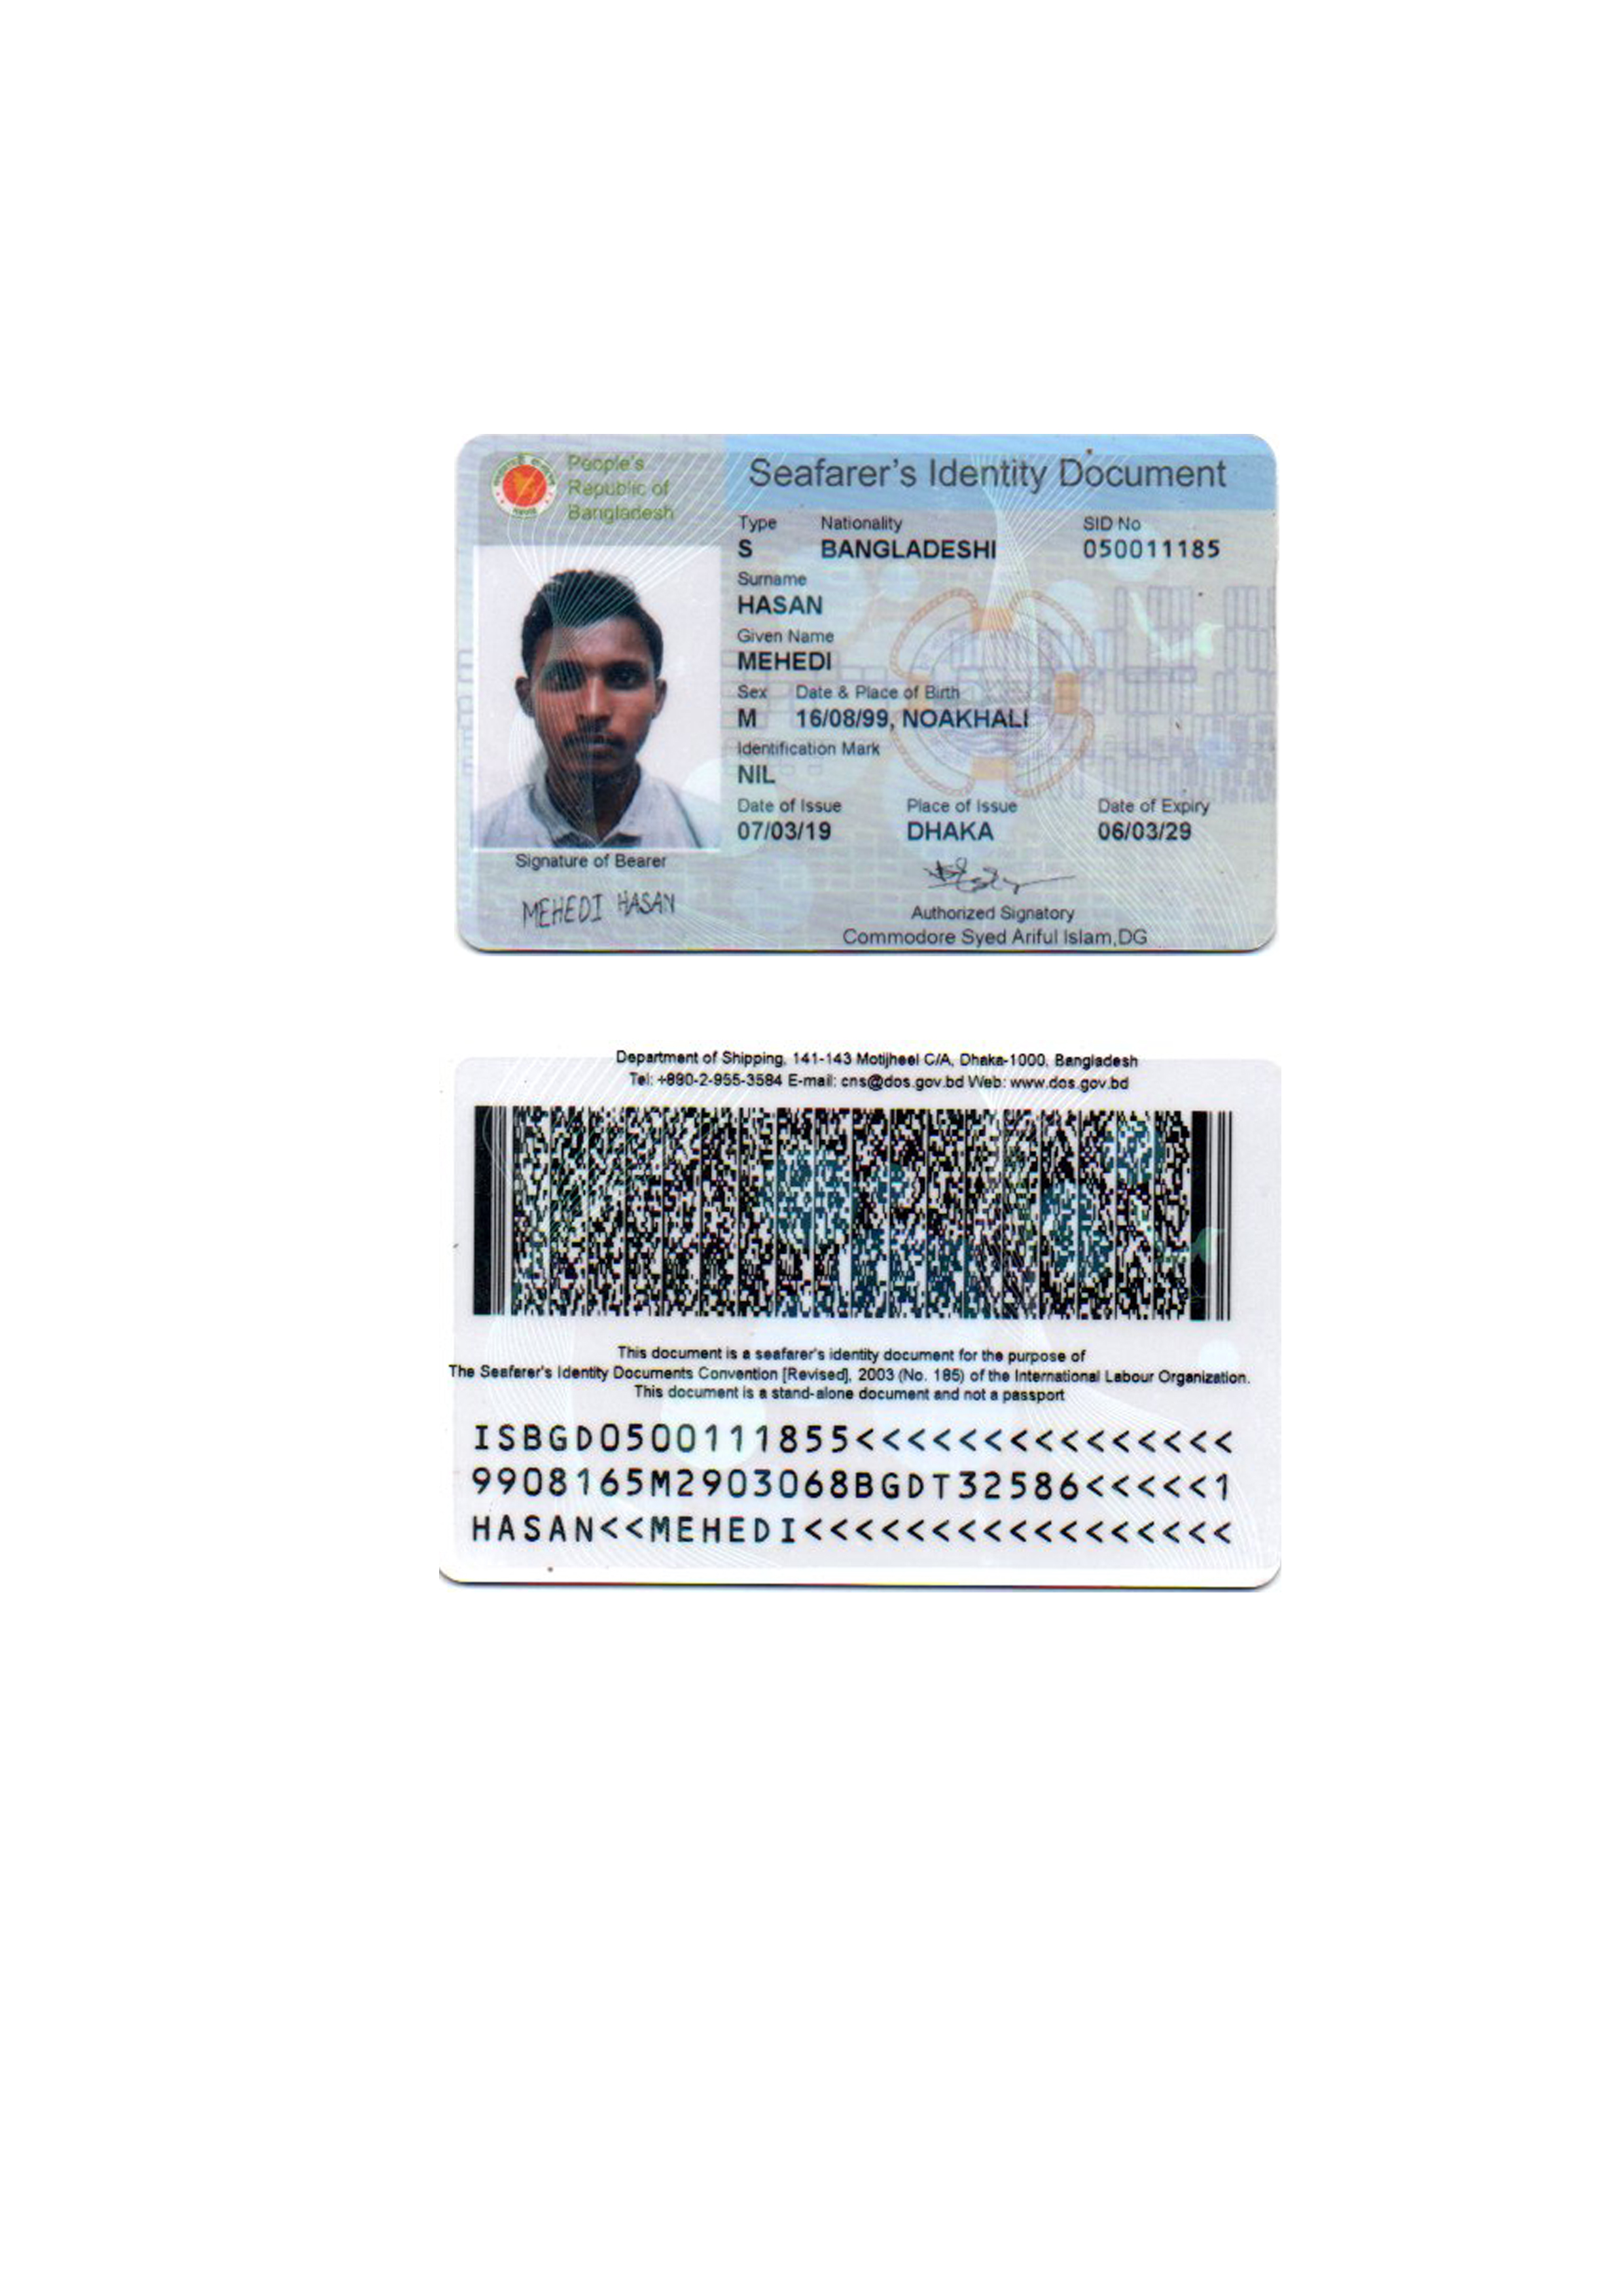 People's
Republic of
Bangladesh
Seafarer's Identity Document
Type Nationality SID No
S BANGLADESHI 050011185
Surname
HASAN
Given Name
MEHEDI
Sex Date & Place of Birth
M 16/08/99, NOAKHALI
Identification Mark
NIL
Date of Issue Place of Issue Date of Expiry
07/03/19 DHAKA 06/03/29
Signature of Bearer
MEHEDI HASAN
Authorized Signatory
Commodore Syed Ariful Islam,DG
Department of Shipping, 141-143 Motijheel C/A, Dhaka-1000, Bangladesh
Tel: +880-2-955-3584 E-mail: cns@dos.gov.bd Web: www.dos.gov.bd
This document is a seafarer's identity document for the purpose of
The Seafarer's Identity Documents Convention [Revised], 2003 (No. 185) of the International Labour Organization.
This document is a stand-alone document and not a passport
ISBGD0500111855<<<<<<<<<<<<<<<
9908165M2903068BGDT32586<<<<<1
HASAN<<MEHEDI<<<<<<<<<<<<<<<<<